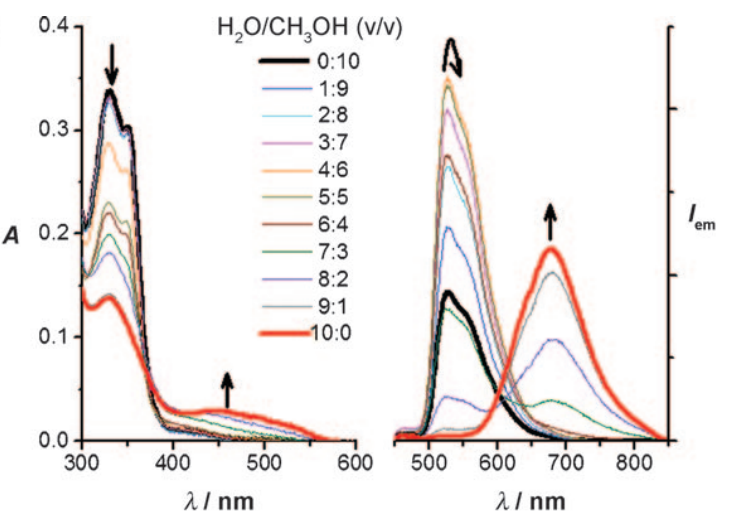 H₂O/CH₃OH (v/v)
0:10
1:9
2:8
3:7
4:6
5:5
6:4
7:3
8:2
9:1
10:0
A
0.4
0.3
0.2
0.1
0.0
300 400 500 600
λ / nm
I em
500 600 700 800
λ / nm